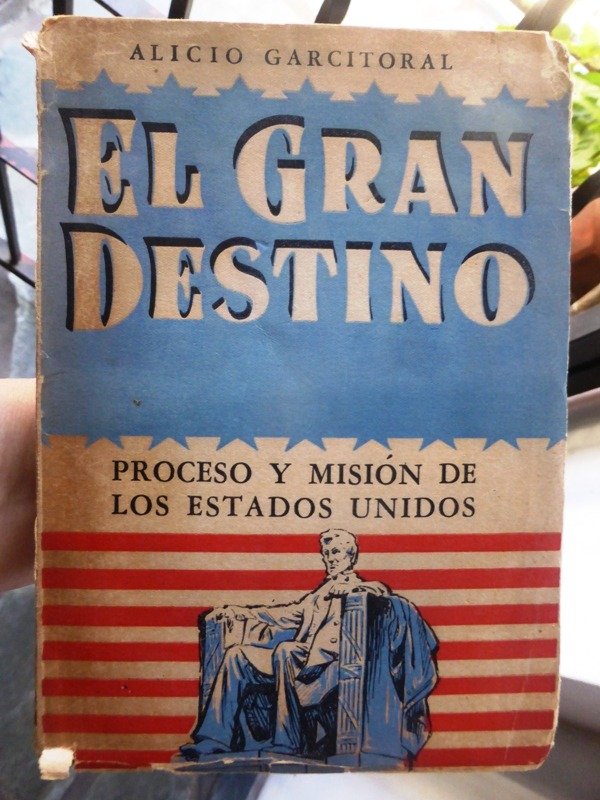 ALICIO GARCITORAL
EL GRAN
DESTINO
PROCESO Y MISIÓN DE
LOS ESTADOS UNIDOS